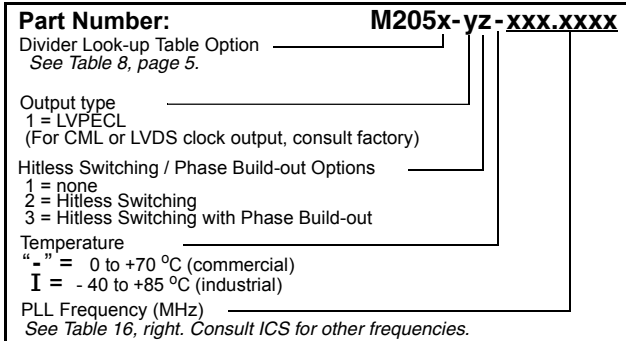 Part Number: M205x-yz-xxx.xxxx
Divider Look-up Table Option
See Table 8, page 5.
Output type
1 = LVPECL
(For CML or LVDS clock output, consult factory)
Hitless Switching / Phase Build-out Options
1 = none
2 = Hitless Switching
3 = Hitless Switching with Phase Build-out
Temperature
“-” = 0 to +70 °C (commercial)
I = - 40 to +85 °C (industrial)
PLL Frequency (MHz)
See Table 16, right. Consult ICS for other frequencies.